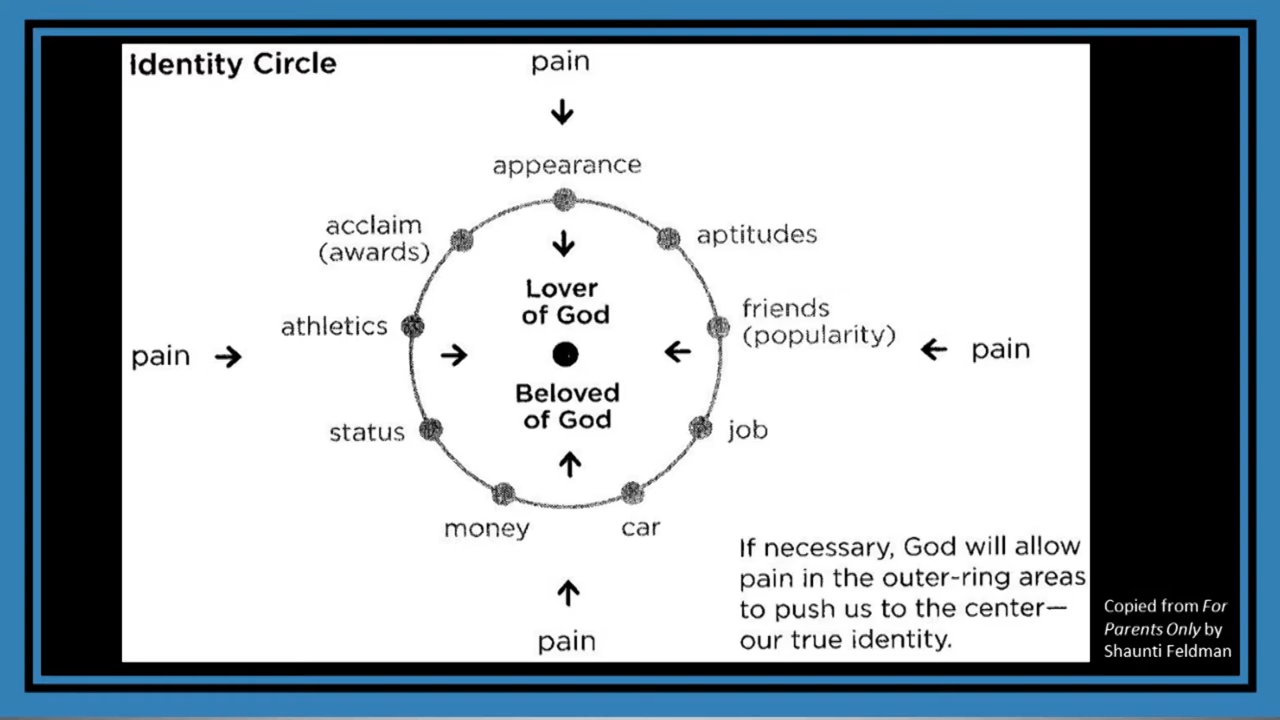 Identity Circle
pain
appearance
acclaim
(awards)
aptitudes
Lover
of God
friends
(popularity)
athletics
pain
pain
Beloved
of God
status
job
money
car
pain
If necessary, God will allow
pain in the outer-ring areas
to push us to the center—
our true identity.
Copied from For
Parents Only by
Shaunti Feldman